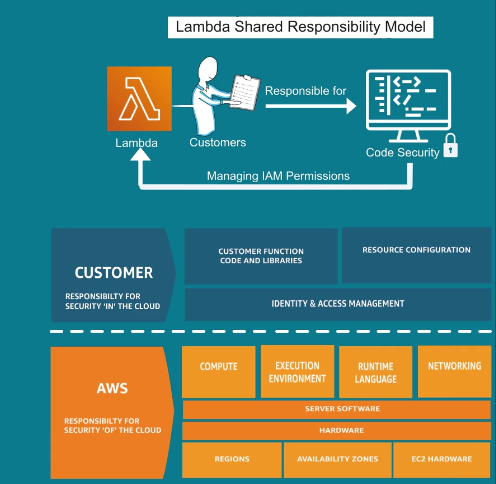 Lambda Shared Responsibility Model
Responsible for
Lambda
Customers
Code Security
Managing IAM Permissions
CUSTOMER
RESPONSIBILTY FOR
SECURITY 'IN' THE CLOUD
CUSTOMER FUNCTION
CODE AND LIBRARIES
RESOURCE CONFIGURATION
IDENTITY & ACCESS MANAGEMENT
AWS
RESPONSIBILTY FOR
SECURITY 'OF' THE CLOUD
COMPUTE
EXECUTION
ENVIRONMENT
RUNTIME
LANGUAGE
NETWORKING
SERVER SOFTWARE
HARDWARE
REGIONS
AVAILABILITY ZONES
EC2 HARDWARE